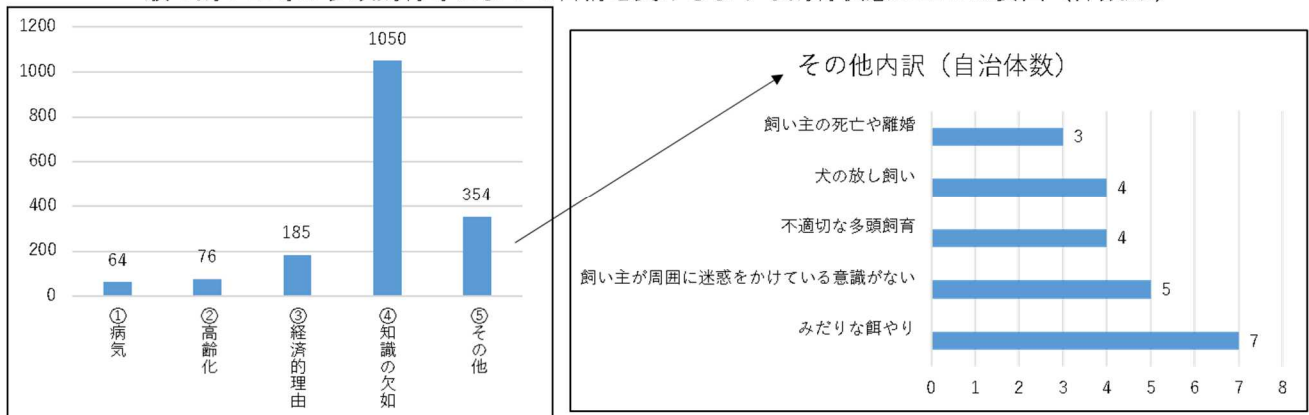 1200
1000
800
600
400
200
0
64
76
185
1050
354
①病気
②高齢化
③経済的理由
④知識の欠如
⑤その他
その他内訳（自治体数）
飼い主の死亡や離婚
3
犬の放し飼い
4
不適切な多頭飼育
4
飼い主が周囲に迷惑をかけている意識がない
5
みだりな餌やり
7
0 1 2 3 4 5 6 7 8